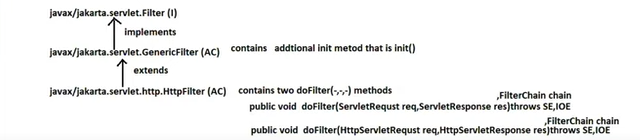 javax/jakarta.servlet.Filter (I)
implements
javax/jakarta.servlet.GenericFilter (AC) contains addtional init metod that is init()
extends
javax/jakarta.servlet.http.HttpFilter (AC) contains two doFilter(-,-,-) methods
,FilterChain chain
public void doFilter(ServletRequst req,ServletResponse res)throws SE,IOE
,FilterChain chain
public void doFilter(HttpServletRequst req,HttpServletResponse res)throws SE,IOE